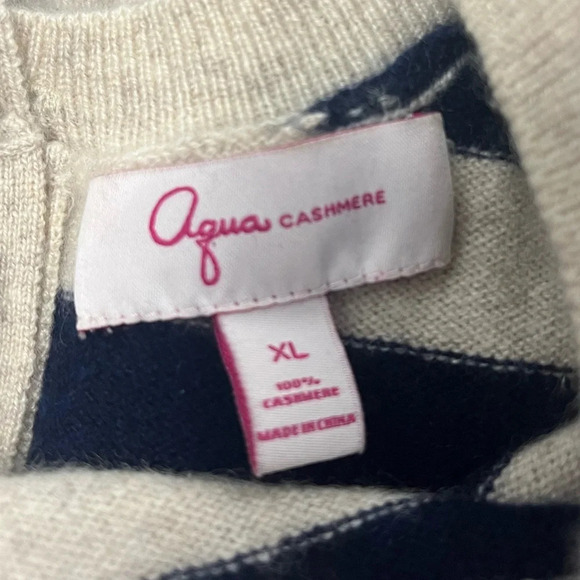 Aqua CASHMERE
XL
100%
CASHMERE
MADE IN CHINA